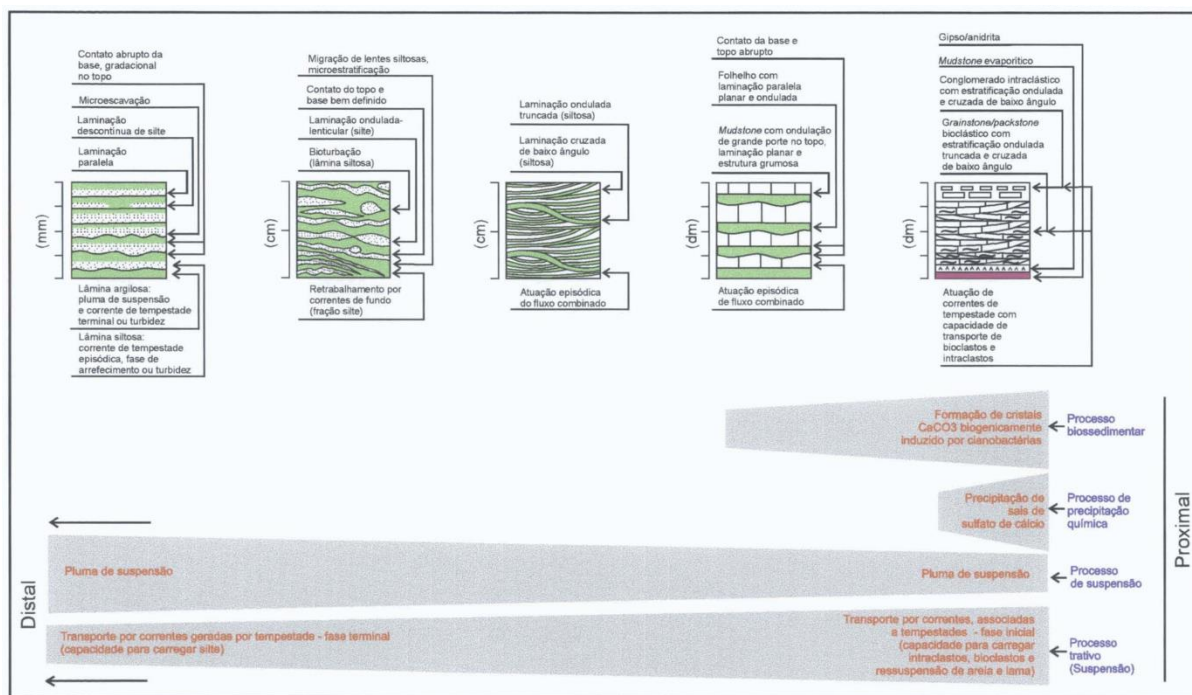 Contato abrupto da
base, gradacional
no topo
Microescavação
Laminação
descontínua de silte
Laminação
paralela
(mm)
Lâmina argilosa:
pluma de suspensão
e corrente de tempestade
terminal ou turbidez
Lâmina siltosa:
corrente de tempestade
episódica, fase de
arrefecimento ou turbidez
Migração de lentes siltosas,
microestratificação
Contato do topo e
base bem definido
Laminação ondulada-
lenticular (silte)
Bioturbação
(lâmina siltosa)
(cm)
Retrabalhamento por
correntes de fundo
(fração silte)
Laminação ondulada
truncada (siltosa)
Laminação cruzada
de baixo ângulo
(siltosa)
(cm)
Atuação episódica
do fluxo combinado
Contato da base e
topo abrupto
Folhelho com
laminação paralela
planar e ondulada
Mudstone com ondulação
de grande porte no topo,
laminação planar e
estrutura grumosa
(dm)
Atuação episódica
de fluxo combinado
Gipso/anidrita
Mudstone evaporítico
Conglomerado intraclástico
com estratificação ondulada
e cruzada de baixo ângulo
Grainstone/packstone
bioclástico com
estratificação ondulada
truncada e cruzada
de baixo ângulo
(dm)
Atuação de
correntes de
tempestade com
capacidade de
transporte de
bioclastos e
intraclastos
Formação de cristais
CaCO3 biogenicamente
induzido por cianobactérias
Processo
biossedimentar
Precipitação de
sais de
sulfato de cálcio
Processo de
precipitação
química
Pluma de suspensão
Pluma de suspensão
Processo
de suspensão
Transporte por correntes geradas por tempestade - fase terminal
(capacidade para carregar silte)
Transporte por correntes, associadas
a tempestades - fase inicial
(capacidade para carregar
intraclastos, bioclastos e
ressuspensão de areia e lama)
Processo
trativo
(Suspensão)
Distal
Proximal